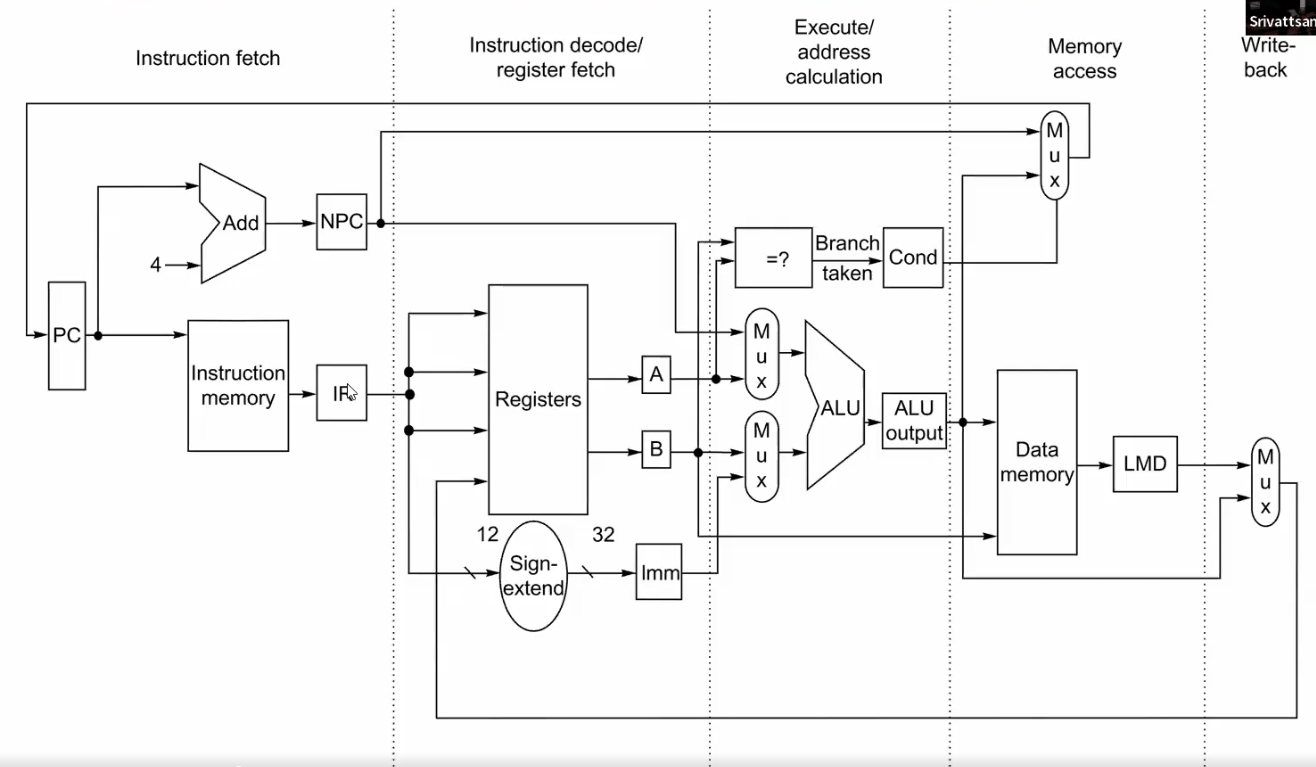 Srivattsan
Instruction fetch
Instruction decode/
register fetch
Execute/
address
calculation
Memory
access
Write-
back
M
u
x
Add
NPC
4
=?
Branch
taken
Cond
PC
Instruction
memory
IR
Registers
A
B
M
u
x
M
u
x
ALU
ALU
output
Data
memory
LMD
M
u
x
12
32
Sign-
extend
Imm